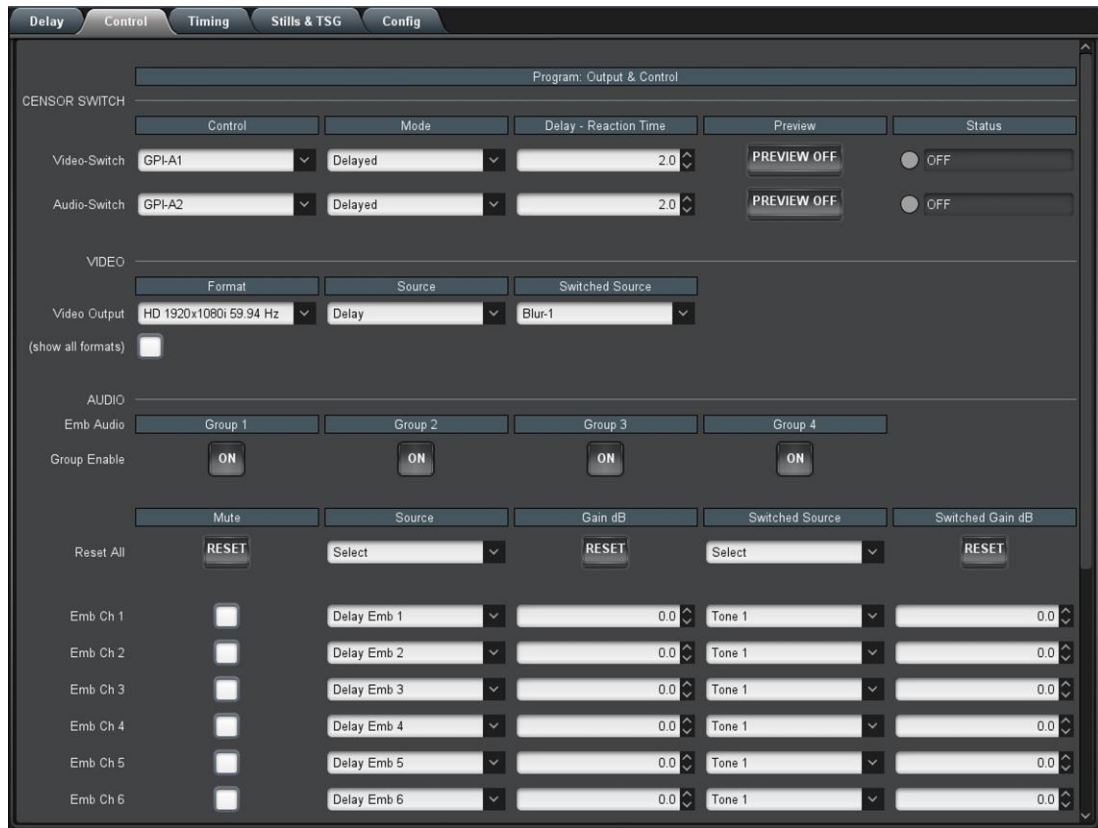 Delay Control Timing Stills & TSG Config
Program: Output & Control
CENSOR SWITCH
Control Mode Delay - Reaction Time Preview Status
Video-Switch GPI-A1 Delayed 2.0 PREVIEW OFF OFF
Audio-Switch GPI-A2 Delayed 2.0 PREVIEW OFF OFF
VIDEO
Format Source Switched Source
Video Output HD 1920x1080i 59.94 Hz Delay Blur-1
(show all formats)
AUDIO
Emb Audio Group 1 Group 2 Group 3 Group 4
Group Enable ON ON ON ON
Mute Source Gain dB Switched Source Switched Gain dB
Reset All RESET Select RESET Select RESET
Emb Ch 1 Delay Emb 1 0.0 Tone 1 0.0
Emb Ch 2 Delay Emb 2 0.0 Tone 1 0.0
Emb Ch 3 Delay Emb 3 0.0 Tone 1 0.0
Emb Ch 4 Delay Emb 4 0.0 Tone 1 0.0
Emb Ch 5 Delay Emb 5 0.0 Tone 1 0.0
Emb Ch 6 Delay Emb 6 0.0 Tone 1 0.0